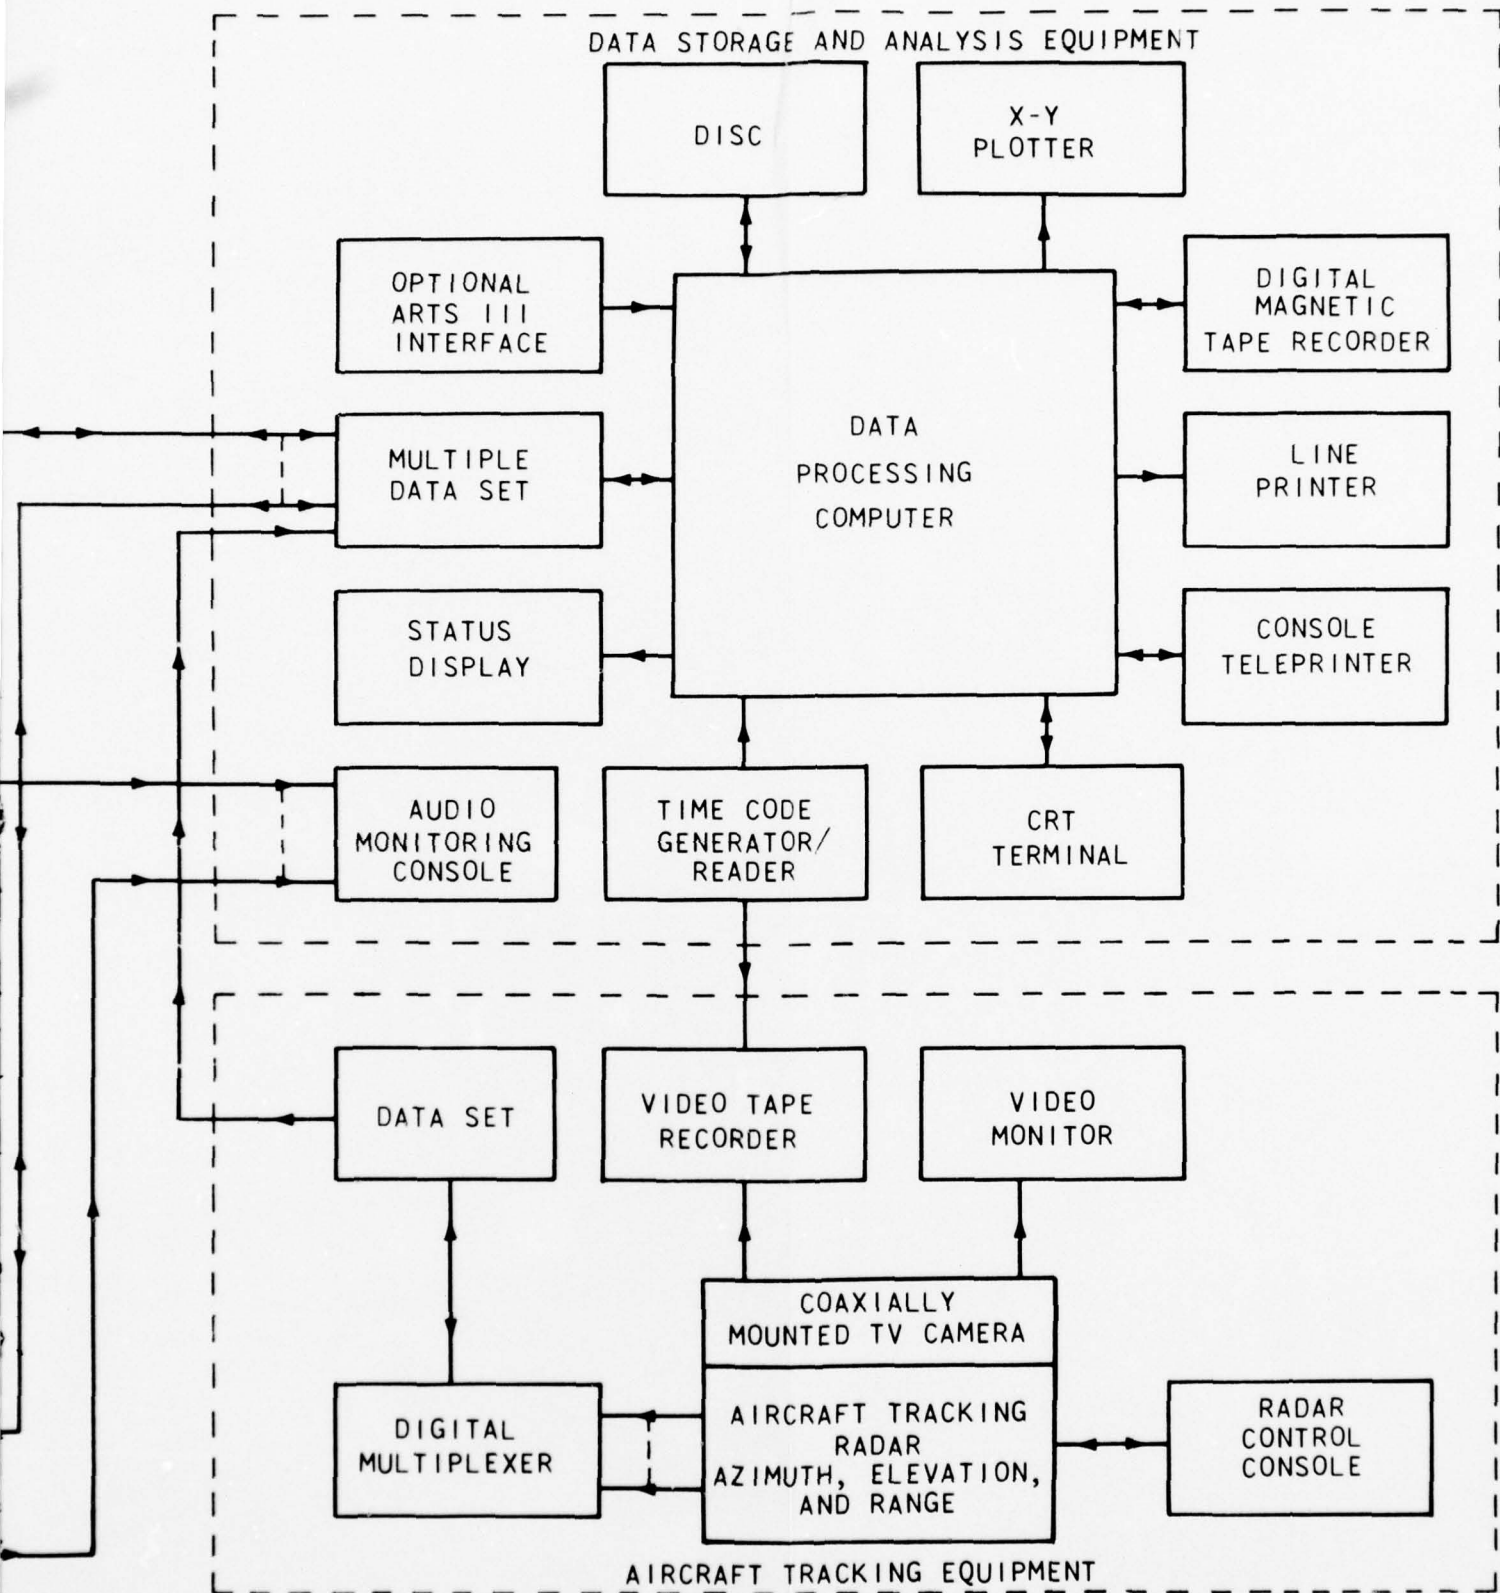 DATA STORAGE AND ANALYSIS EQUIPMENT
DISC
X-Y
PLOTTER
OPTIONAL
ARTS III
INTERFACE
DIGITAL
MAGNETIC
TAPE RECORDER
MULTIPLE
DATA SET
DATA
PROCESSING
COMPUTER
LINE
PRINTER
STATUS
DISPLAY
CONSOLE
TELEPRINTER
AUDIO
MONITORING
CONSOLE
TIME CODE
GENERATOR/
READER
CRT
TERMINAL
DATA SET
VIDEO TAPE
RECORDER
VIDEO
MONITOR
COAXIALLY
MOUNTED TV CAMERA
DIGITAL
MULTIPLEXER
AIRCRAFT TRACKING
RADAR
AZIMUTH, ELEVATION,
AND RANGE
RADAR
CONTROL
CONSOLE
AIRCRAFT TRACKING EQUIPMENT